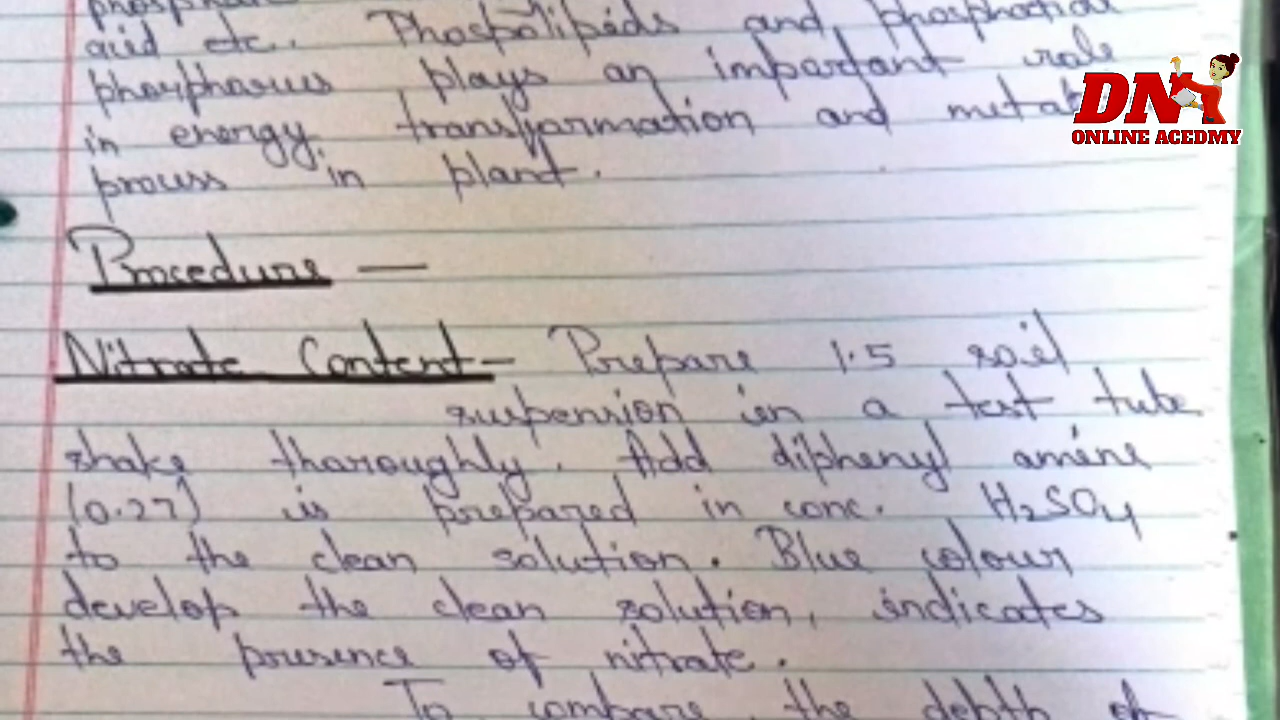 acid etc. Phospolipids and
phosphorus plays an important role
in energy transformation and
process in plant.
DN
ONLINE ACEDMY
Procedure —
Nitrate Content- Prepare 1.5 soil
suspension in a test tube
shake thoroughly. Add diphenyl amine
(0.27) is prepared in conc. H₂SO₄
to the clean solution. Blue colour
develop the clean solution, indicates
the presence of nitrate.
To compare the depth of